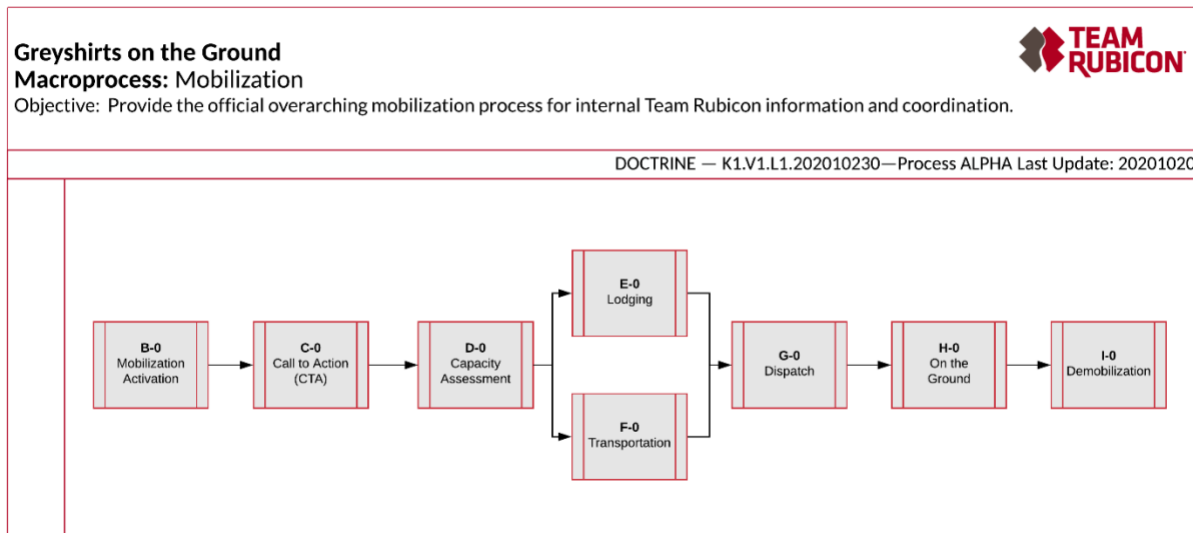 Greyshirts on the Ground
Macroprocess: Mobilization
Objective: Provide the official overarching mobilization process for internal Team Rubicon information and coordination.
TEAM
RUBICON
DOCTRINE — K1.V1.L1.202010230—Process ALPHA Last Update: 20201020
B-0
Mobilization
Activation
C-0
Call to Action
(CTA)
D-0
Capacity
Assessment
E-0
Lodging
F-0
Transportation
G-0
Dispatch
H-0
On the
Ground
I-0
Demobilization